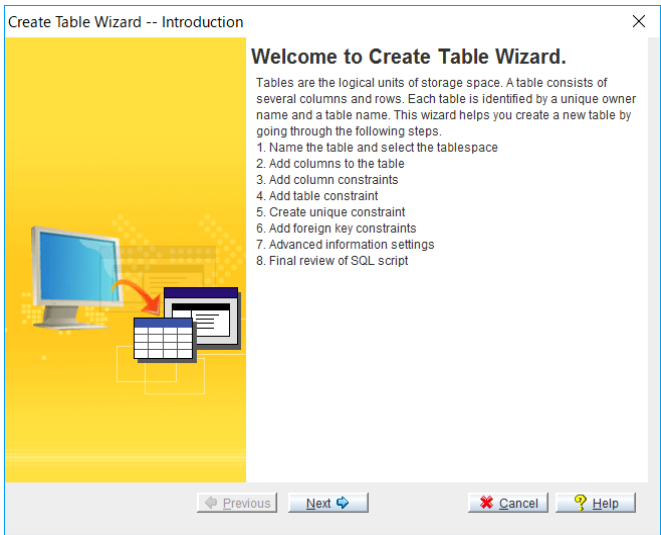 Create Table Wizard -- Introduction
Welcome to Create Table Wizard.
Tables are the logical units of storage space. A table consists of
several columns and rows. Each table is identified by a unique owner
name and a table name. This wizard helps you create a new table by
going through the following steps.
1. Name the table and select the tablespace
2. Add columns to the table
3. Add column constraints
4. Add table constraint
5. Create unique constraint
6. Add foreign key constraints
7. Advanced information settings
8. Final review of SQL script
Previous Next Cancel Help